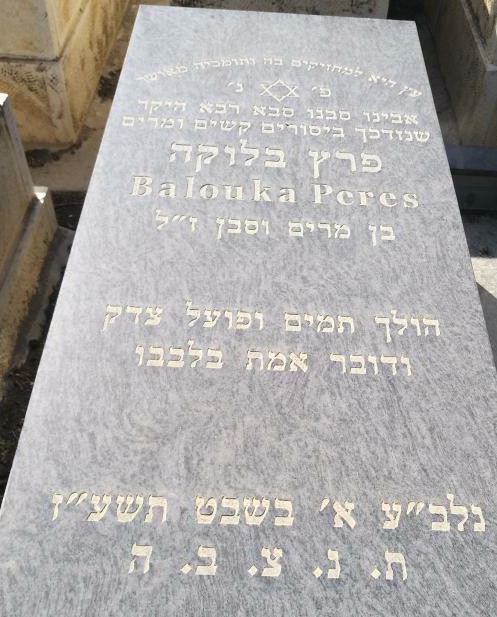 עץ חיים היא למחזיקים בה ותומכיה מאושר
פ׳ נ׳
אבינו סבנו סבא רבא היקר
שנזדכך ביסורים קשים ומרים
פרץ בלוקה
Balouka Peres
בן מרים וסבן ז״ל
הולך תמים ופועל צדק
ודובר אמת בלבבו
נלב״ע א׳ בשבט תשע״ז
ת. נ. צ. ב. ה